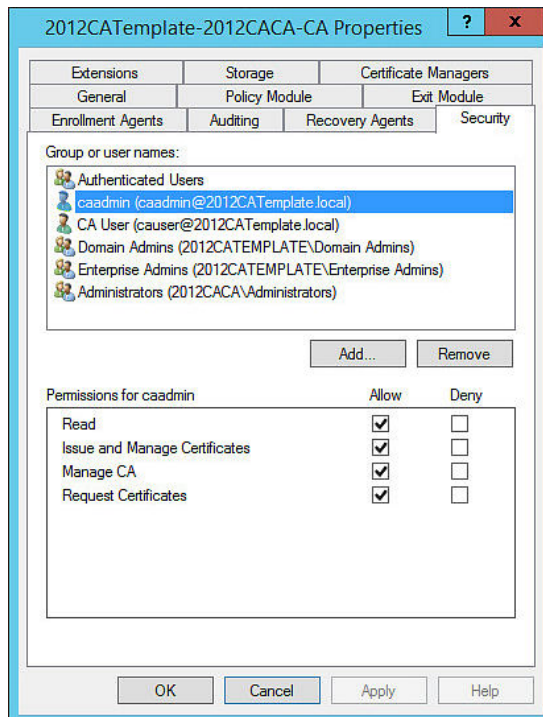 2012CATemplate-2012CACA-CA Properties ? x
Extensions Storage Certificate Managers
General Policy Module Exit Module
Enrollment Agents Auditing Recovery Agents Security
Group or user names:
Authenticated Users
caadmin (caadmin@2012CATemplate.local)
CA User (causer@2012CATemplate.local)
Domain Admins (2012CATEMPLATE\Domain Admins)
Enterprise Admins (2012CATEMPLATE\Enterprise Admins)
Administrators (2012CACA\Administrators)
Add... Remove
Permissions for caadmin Allow Deny
Read
Issue and Manage Certificates
Manage CA
Request Certificates
OK Cancel Apply Help